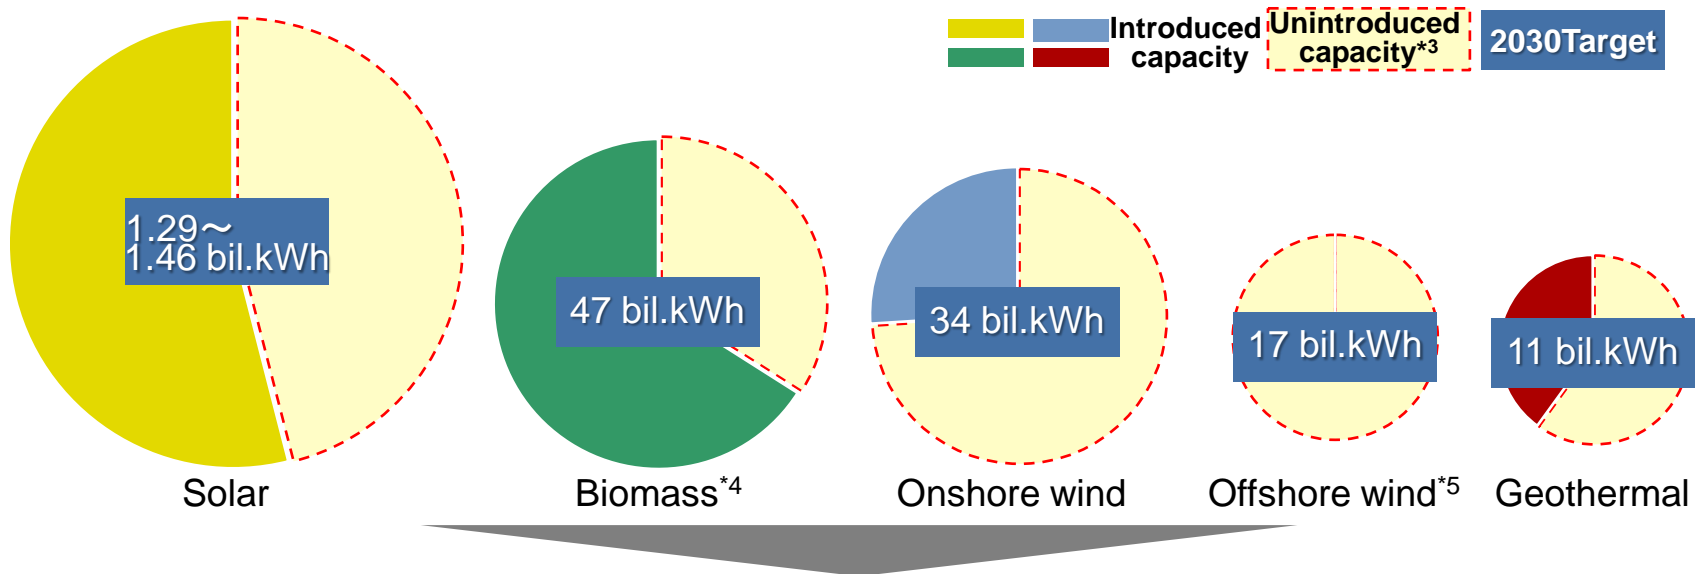 Introduced
capacity
Unintroduced
capacity*3
2030Target
1.29～
1.46 bil.kWh
47 bil.kWh
34 bil.kWh
17 bil.kWh
11 bil.kWh
Solar
Biomass*4
Onshore wind
Offshore wind*5
Geothermal